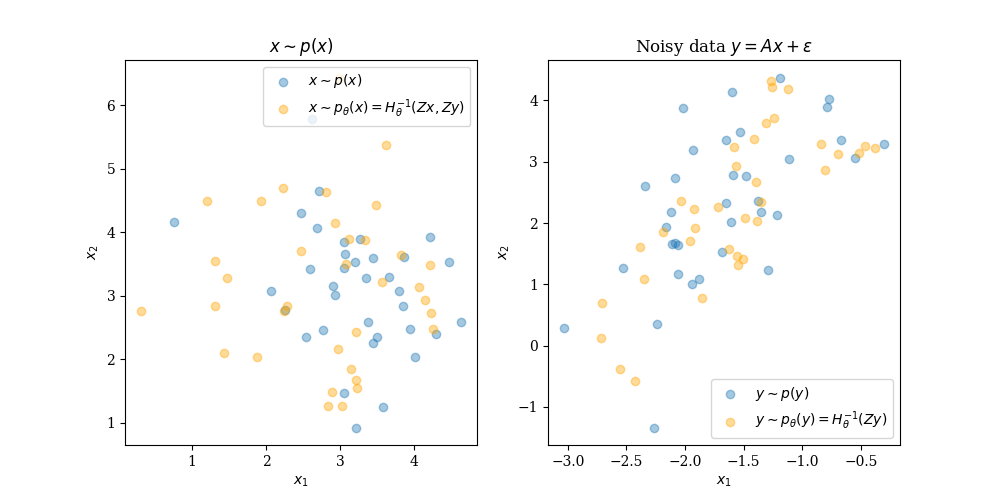 x ∼ p(x)
x ∼ p(x)
x ∼ p_θ(x) = H_θ^{-1}(Zx, Zy)
6
5
4
3
2
1
x_2
1 2 3 4
x_1
Noisy data y = Ax + ε
4
3
2
1
0
−1
x_2
y ∼ p(y)
y ∼ p_θ(y) = H_θ^{-1}(Zy)
−3.0 −2.5 −2.0 −1.5 −1.0 −0.5
x_1